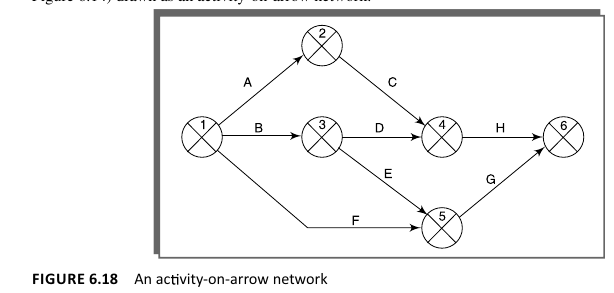 Figure 6.14) drawn as an activity-on-arrow network.
2
A
C
1
B
3
D
4
H
6
E
G
F
5
FIGURE 6.18 An activity-on-arrow network